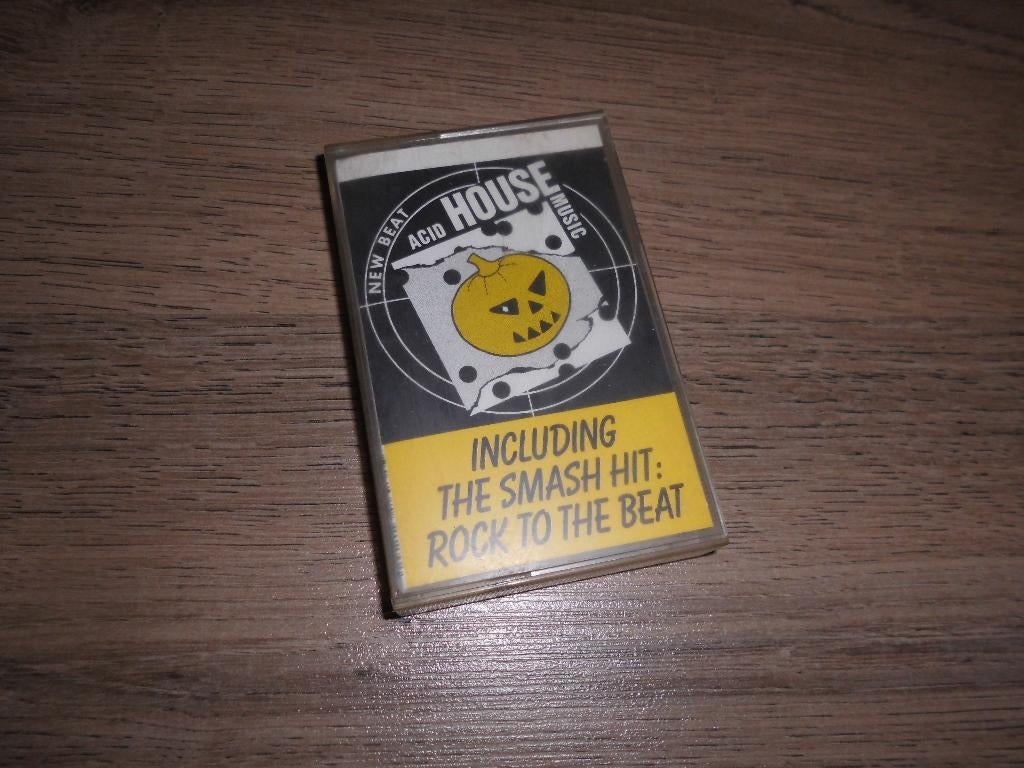 NEW BEAT
ACID HOUSE MUSIC
INCLUDING
THE SMASH HIT:
ROCK TO THE BEAT